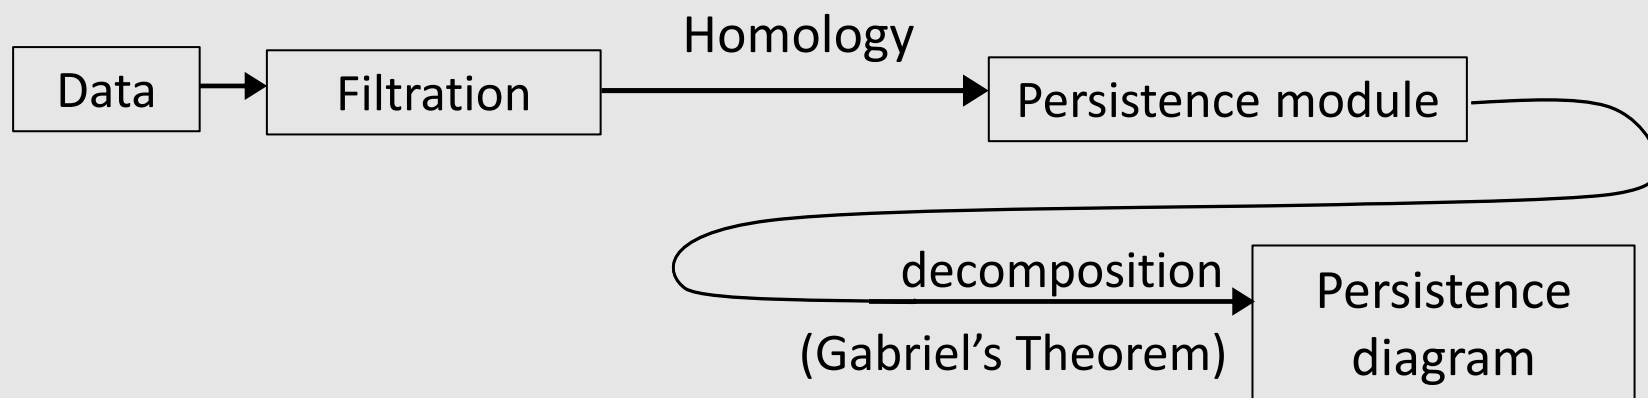 Homology
Data
Filtration
Persistence module
decomposition
(Gabriel’s Theorem)
Persistence
diagram